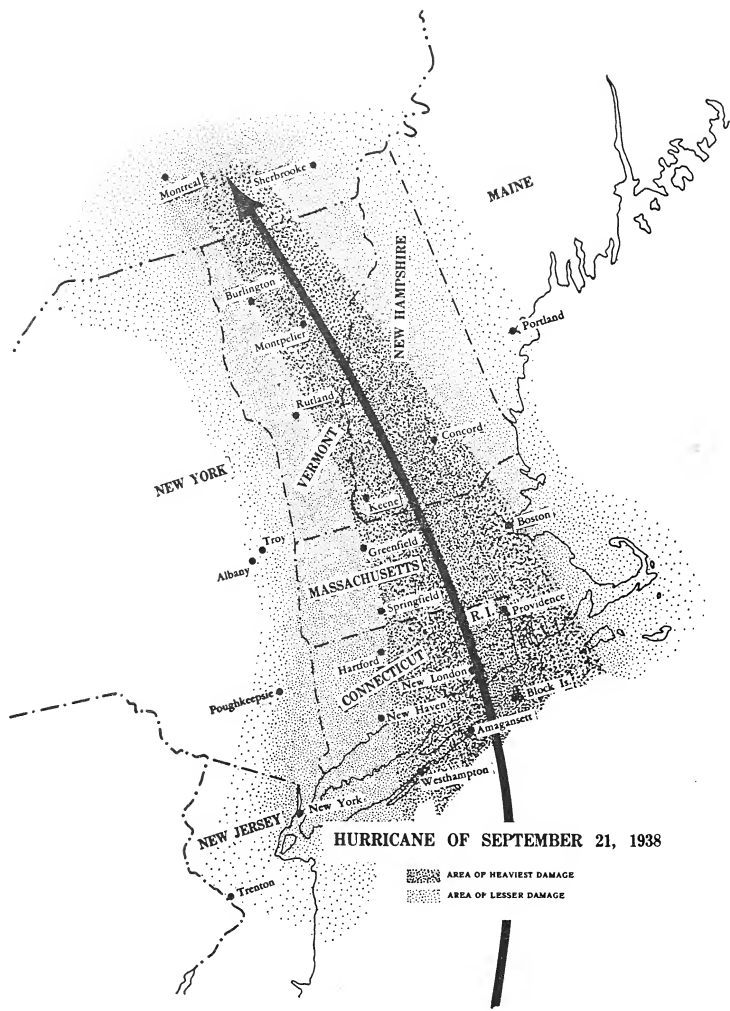 Montreal
Sherbrooke
MAINE
Burlington
NEW HAMPSHIRE
Portland
Montpelier
Rutland
VERMONT
Concord
NEW YORK
Keene
Boston
Troy
Albany
Greenfield
MASSACHUSETTS
Springfield
R. I.
Providence
Hartford
CONNECTICUT
New London
Poughkeepsie
Block Is.
New Haven
Amagansett
Westhampton
New York
NEW JERSEY
HURRICANE OF SEPTEMBER 21, 1938
AREA OF HEAVIEST DAMAGE
Trenton
AREA OF LESSER DAMAGE